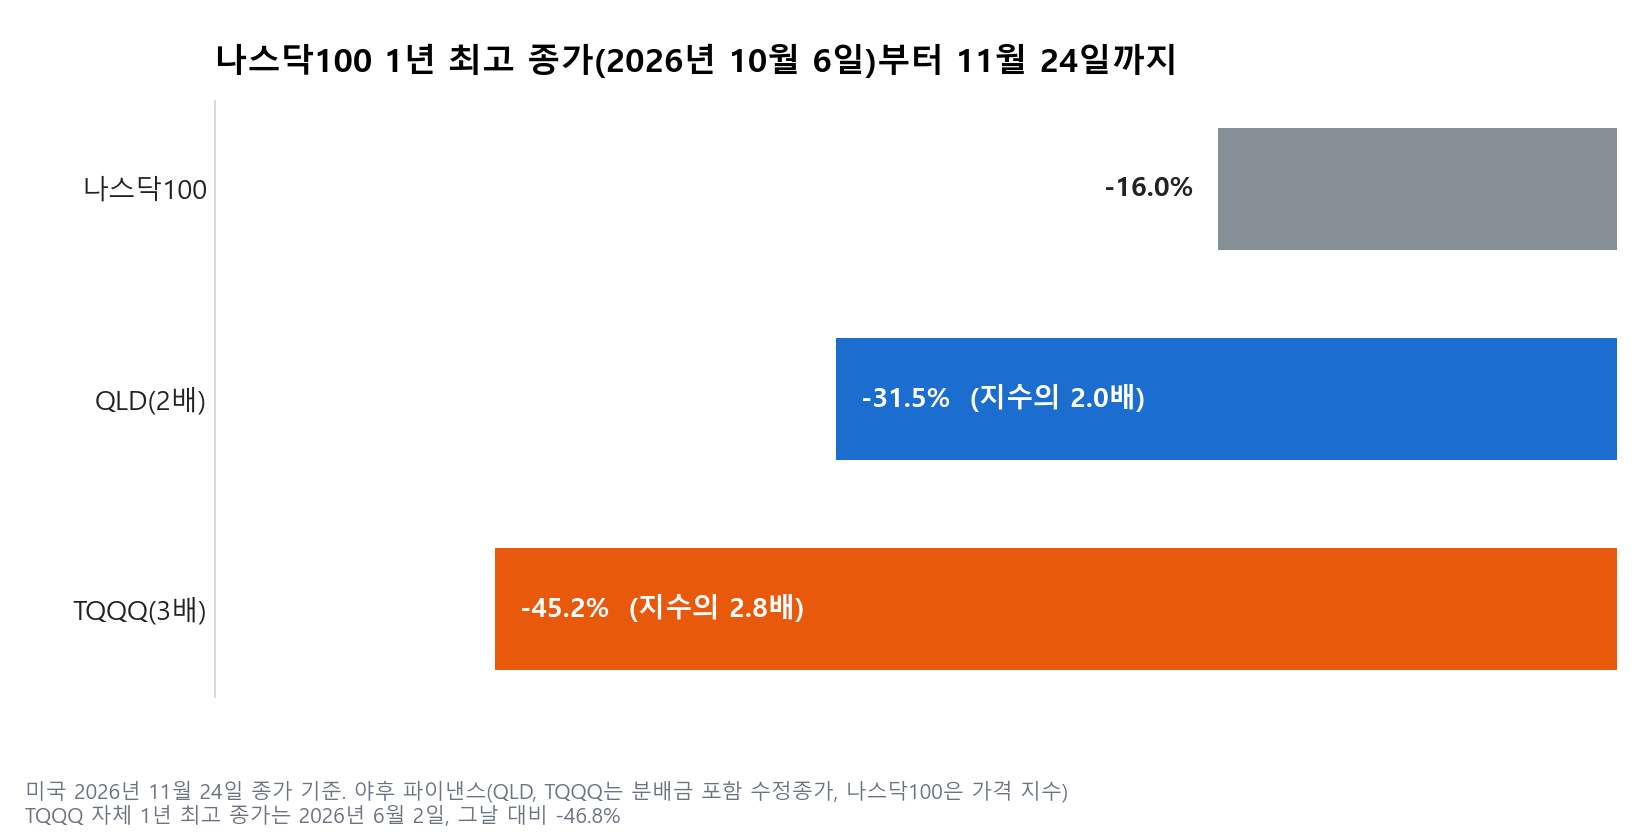 나스닥100 1년 최고 종가(2026년 10월 6일)부터 11월 24일까지
나스닥100
-16.0%
QLD(2배)
-31.5% (지수의 2.0배)
TQQQ(3배)
-45.2% (지수의 2.8배)
미국 2026년 11월 24일 종가 기준. 야후 파이낸스(QLD, TQQQ는 분배금 포함 수정종가, 나스닥100은 가격 지수)
TQQQ 자체 1년 최고 종가는 2026년 6월 2일, 그날 대비 -46.8%